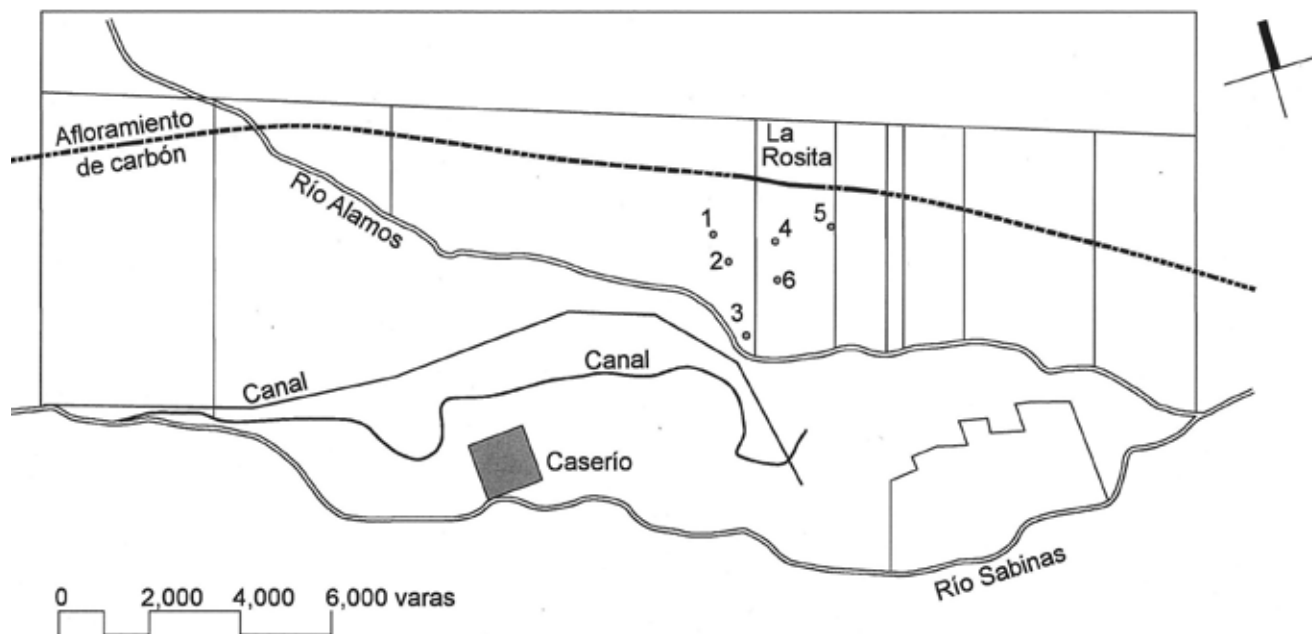 Afloramiento
de carbón
La
Rosita
Río Alamos
1
2
3
4
5
6
Canal
Canal
Caserío
Río Sabinas
0 2,000 4,000 6,000 varas